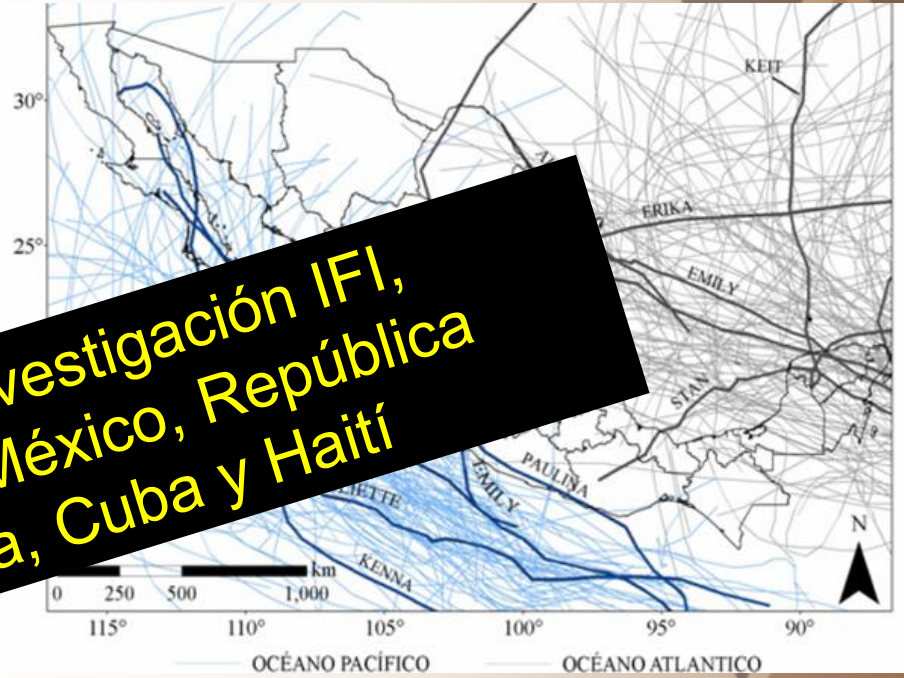 30°
KEIT
ERIKA
25°
EMILY
STAN
vestigación IFI,
México, República
a, Cuba y Haití
PAULINA
EMILY
LIETTE
KENNA
N
km
0 250 500 1,000
115° 110° 105° 100° 95° 90°
OCÉANO PACÍFICO OCÉANO ATLANTICO